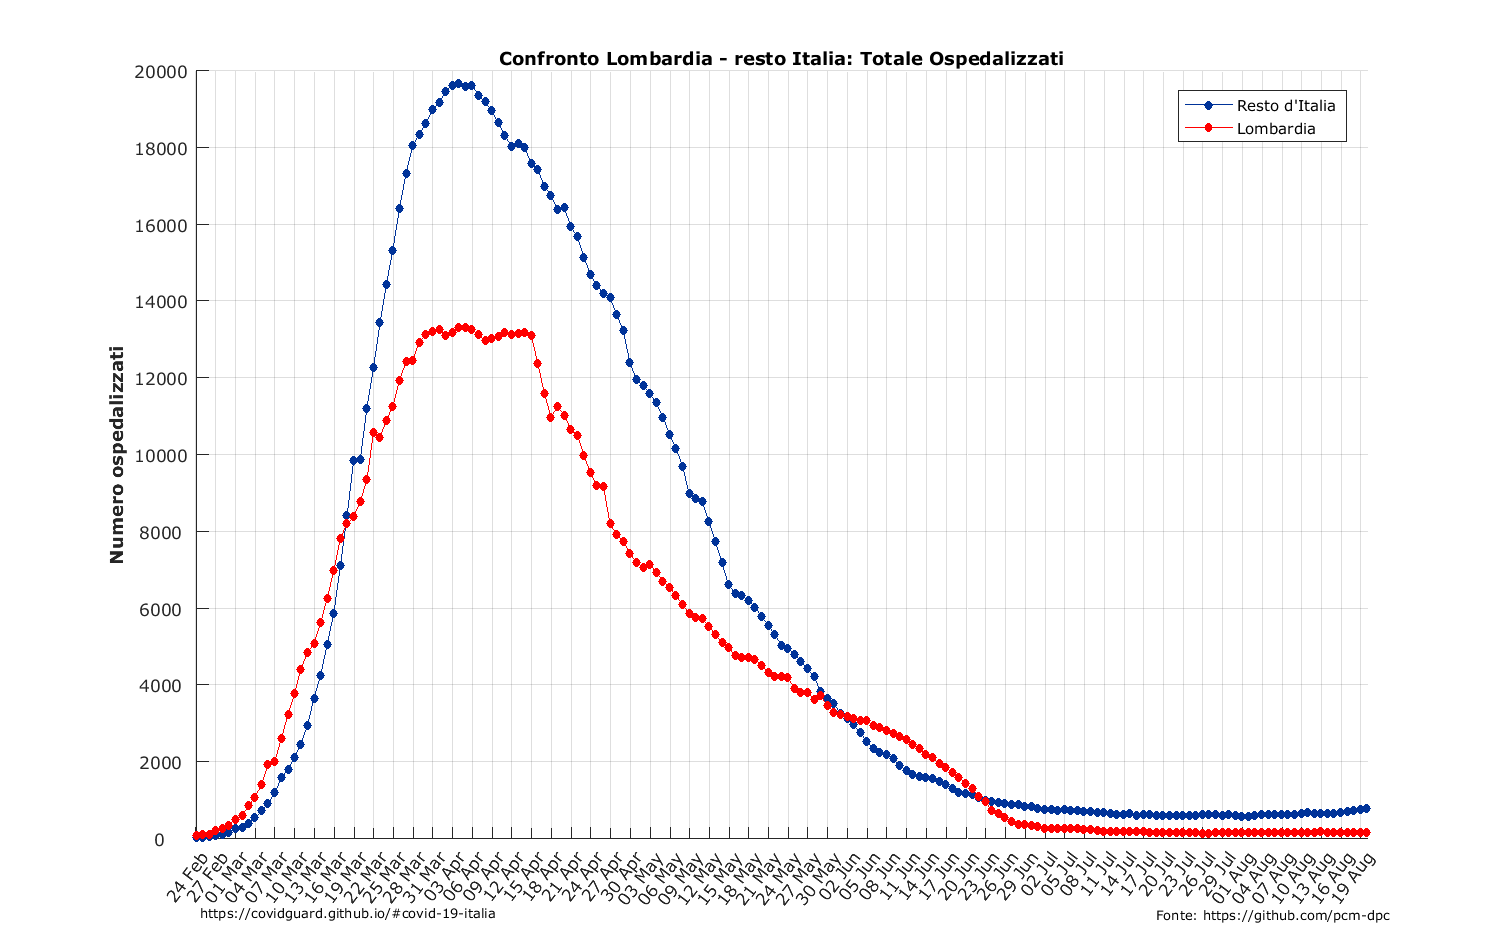 Confronto Lombardia - resto Italia: Totale Ospedalizzati
Numero ospedalizzati
20000
18000
16000
14000
12000
10000
8000
6000
4000
2000
0
Resto d'Italia
Lombardia
24 Feb
27 Feb
01 Mar
04 Mar
07 Mar
10 Mar
13 Mar
16 Mar
19 Mar
22 Mar
25 Mar
28 Mar
31 Mar
03 Apr
06 Apr
09 Apr
12 Apr
15 Apr
18 Apr
21 Apr
24 Apr
27 Apr
30 Apr
03 May
06 May
09 May
12 May
15 May
18 May
21 May
24 May
27 May
30 May
02 Jun
05 Jun
08 Jun
11 Jun
14 Jun
17 Jun
20 Jun
23 Jun
26 Jun
29 Jun
02 Jul
05 Jul
08 Jul
11 Jul
14 Jul
17 Jul
20 Jul
23 Jul
26 Jul
29 Jul
01 Aug
04 Aug
07 Aug
10 Aug
13 Aug
16 Aug
19 Aug
https://covidguard.github.io/#covid-19-italia
Fonte: https://github.com/pcm-dpc